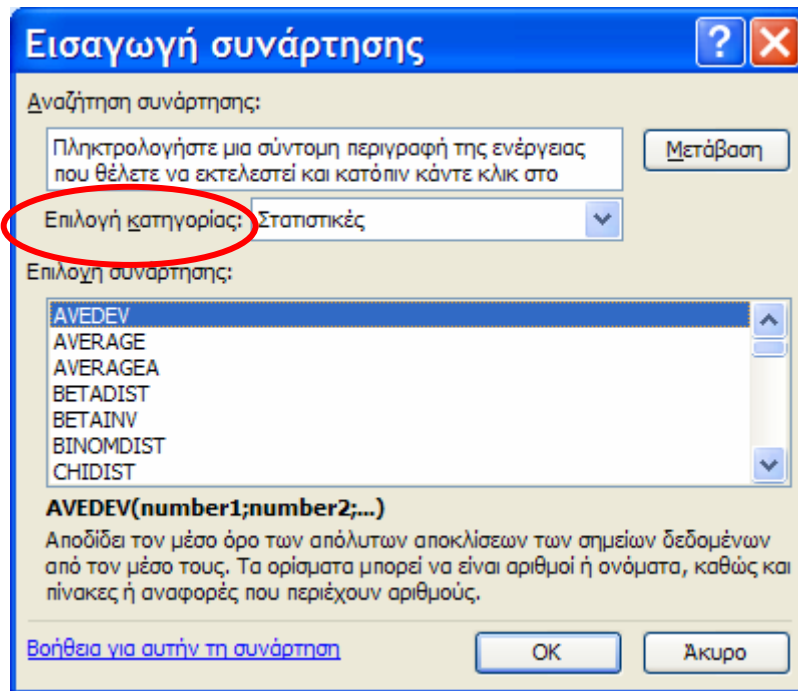 Εισαγωγή συνάρτησης
Αναζήτηση συνάρτησης:
Πληκτρολογήστε μια σύντομη περιγραφή της ενέργειας
που θέλετε να εκτελεστεί και κατόπιν κάντε κλικ στο
Μετάβαση
Επιλογή κατηγορίας: Στατιστικές
Επιλογή συνάρτησης:
AVEDEV
AVERAGE
AVERAGEA
BETADIST
BETAINV
BINOMDIST
CHIDIST
AVEDEV(number1;number2;...)
Αποδίδει τον μέσο όρο των απόλυτων αποκλίσεων των σημείων δεδομένων
από τον μέσο τους. Τα ορίσματα μπορεί να είναι αριθμοί ή ονόματα, καθώς και
πίνακες ή αναφορές που περιέχουν αριθμούς.
Βοήθεια για αυτήν τη συνάρτηση
OK
Άκυρο